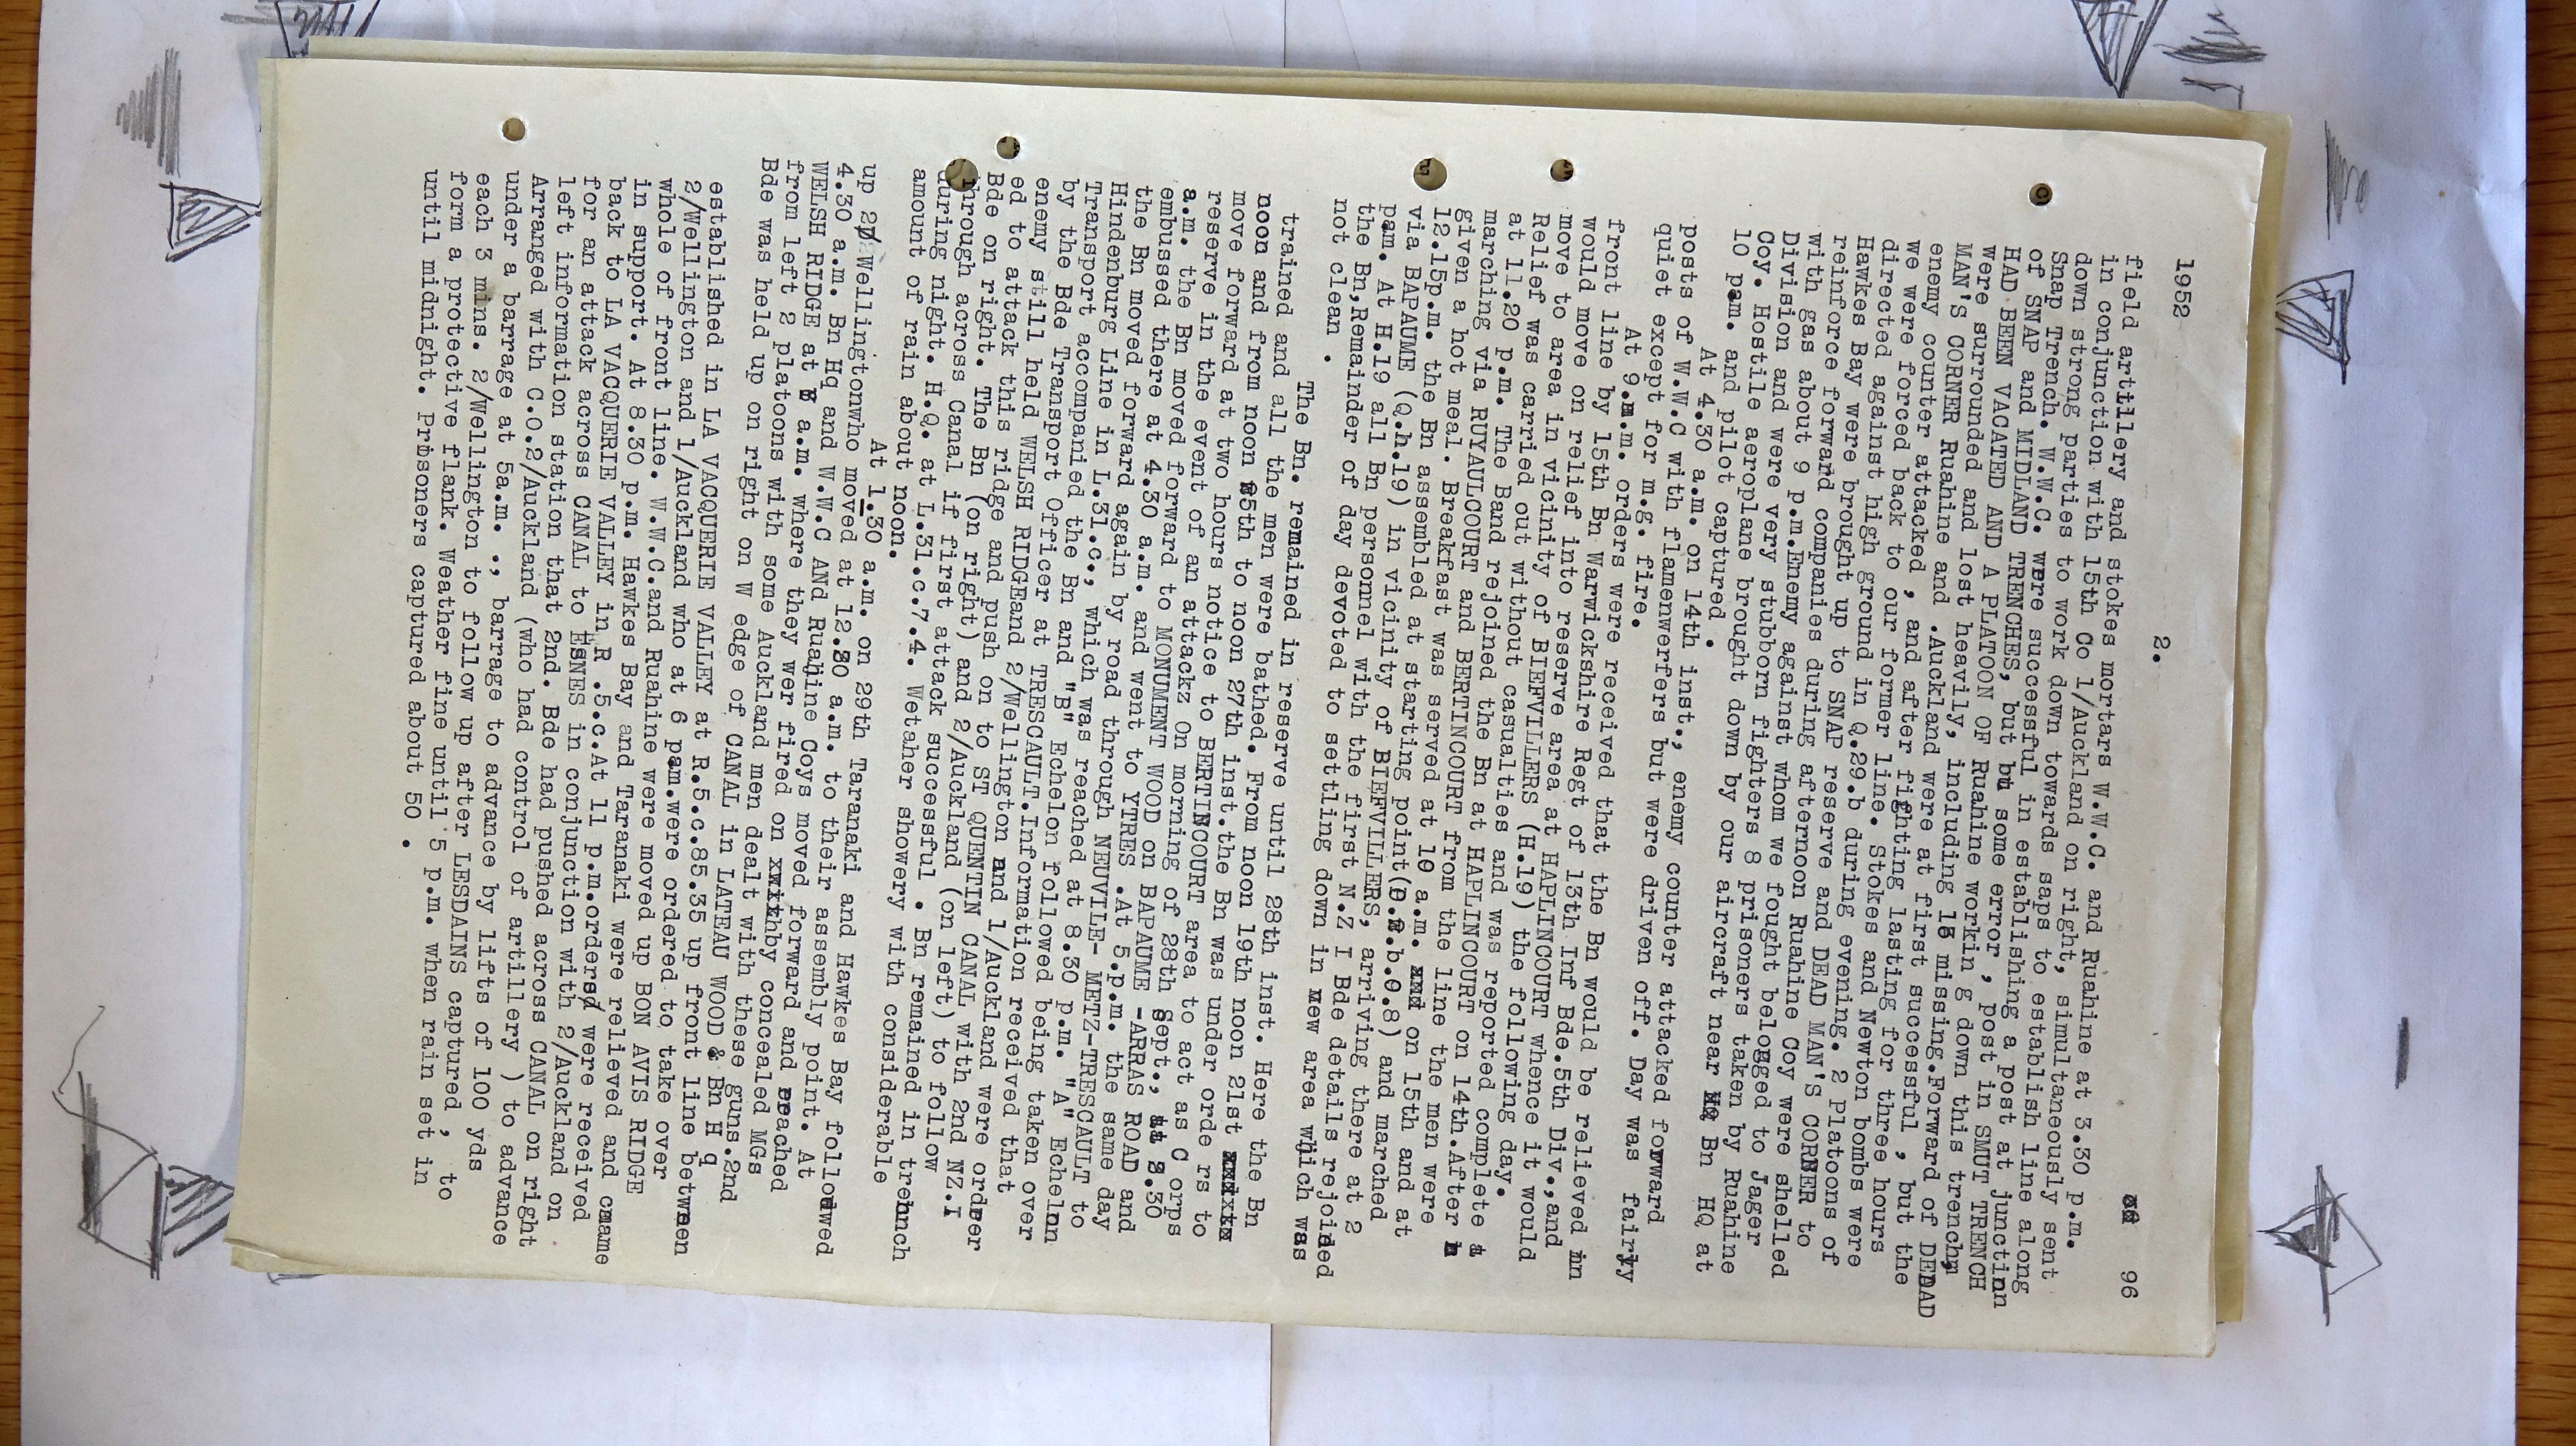 1952
2.
96
field artillery and stokes mortars W.W.C. and Ruahine at 3.30 p.m.
in conjunction with 15th Co 1/Auckland on right, simultaneously sent
down strong parties to work down towards saps to establish line along
Snap Trench. W.W.C. were successful in establishing a post at junctinn
of SNAP and MIDLAND TRENCHES, but bu some error , post in SMUT TRENCH
HAD BEEN VACATED AND A PLATOON OF Ruahine workin g down this trench,
were surrounded and lost heavily, including 15 missing.Forward of DEDAD
MAN'S CORNER Ruahine and .Auckland were at first successful , but the
enemy counter attacked , and after fighting lasting for three hours
we were forced back to our former line. Stokes and Newton bombs were
directed against high ground in Q.29.b during evening. 2 Platoons of
Hawkes Bay were brought up to SNAP reserve and DEAD MAN'S CORNER to
reinforce forward companies during afternoon Ruahine Coy were shelled
with gas about 9 p.m.Enemy against whom we fought belonged to Jager
Division and were very stubborn fighters 8 prisoners taken by Ruahine
Coy. Hostile aeroplane brought down by our aircraft near Bn HQ at
10 pam. and pilot captured .
At 4.30 a.m. on 14th inst., enemy counter attacked forward
posts of W.W.C with flamenwerfers but were driven off. Day was fairly
quiet except for m.g. fire.
At 9.m.m. orders were received that the Bn would be relieved in
front line by 15th Bn Warwickshire Regt of 13th Inf Bde.5th Div.,and
would move on relief into reserve area at HAPLINCOURT whence it would
move to area in vicinity of BIEFVILLERS (H.19) the following day.
Relief was carried out without casualties and was reported complete a
at 11.20 p.m. The Band rejoined the Bn at HAPLINCOURT on 14th.After h
marching via RUYAULCOURT and BERTINCOURT from the line the men were
given a hot meal. Breakfast was served at 10 a.m. xnd on 15th and at
12.15p.m. the Bn assembled at starting point(O.2.b.0.8) and marched
via BAPAUME (Q.h.19) in vicinity of BIEFVILLERS, arriving there at 2
pam. At H.19 all Bn personnel with the first N.Z I Bde details rejoined
the Bn,Remainder of day devoted to settling down in new area which was
not clean .
The Bn. remained in reserve until 28th inst. Here the Bn
trained and all the men were bathed. From noon 19th noon 21st xndxtxm
noon and from noon 25th to noon 27th inst.the Bn was under orde rs to
move forward at two hours notice to BERTINCOURT area to act as C orps
reserve in the event of an attackz On morning of 28th Sept., at 3.30
a.m. the Bn moved forward to MONUMENT WOOD on BAPAUME -ARRAS ROAD and
embussed there at 4.30 a.m. and went to YTRES .At 5.p.m. the same day
the Bn moved forward again by road through NEUVILE- METZ-TRESCAULT to
Hindenburg Line in L.31.c., which was reached at 8.30 p.m. "A" Echelnn
Transport accompanied the Bn and "B" Echelon followed being taken over
by the Bde Transport Officer at TRESCAULT.Information received that
enemy still held WELSH RIDGEand 2/Wellington and 1/Auckland were ordeer
ed to attack this ridge and push on to ST QUENTIN CANAL with 2nd NZ.I
Bde on right. The Bn (on right) and 2/Auckland (on left) to follow
through across Canal if first attack successful . Bn remained in trehnch
during night. H.Q. at L.31.c.7.4. Wetaher showery with considerable
amount of rain about noon.
At 1.30 a.m. on 29th Taranaki and Hawkes Bay followdwed
up 2/Wellingtonwho moved at 12.30 a.m. to their assembly point. At
4.30 a.m. Bn Hq and W.W.C AND Ruahine Coys moved forward and reached
WELSH RIDGE at a.m. where they wer fired on xwixthby concealed MGs
from left 2 platoons with some Auckland men dealt with these guns.2nd
Bde was held up on right on W edge of CANAL in LATEAU WOOD & Bn H q
established in LA VACQUERIE VALLEY at R.5.c.85.35 up front line between
2/Wellington and 1/Auckland who at 6 pam.were ordered to take over
whole of front line. W.W.C.and Ruahine were moved up BON AVIS RIDGE
in support. At 8.30 p.m. Hawkes Bay and Taranaki were relieved and cmame
back to LA VACQUERIE VALLEY in R .5.c.At 11 p.m.orders were received
for an attack across CANAL to ESNES in conjunction with 2/Auckland on
left information station that 2nd. Bde had pushed across CANAL on right
Arranged with C.O.2/Auckland (who had control of artillery ) to advance
under a barrage at 5a.m. ., barrage to advance by lifts of 100 yds
each 3 mins. 2/Wellington to follow up after LESDAINS captured , to
form a protective flank. Weather fine until 5 p.m. when rain set in
until midnight. Prisoners captured about 50 .